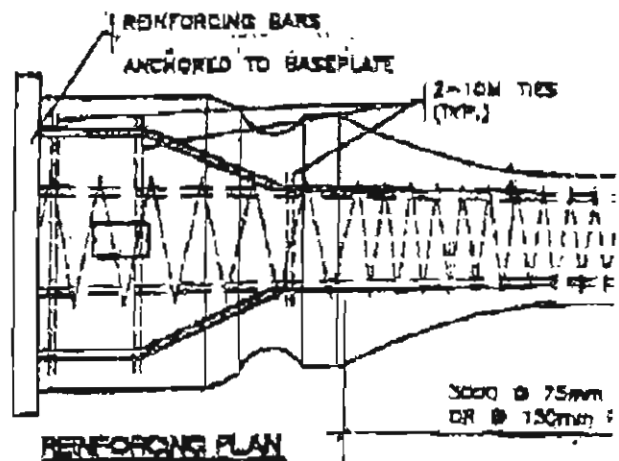 REINFORCING BARS
ANCHORED TO BASEPLATE
2-10M TIES
(TYP.)
@ 75mm
OR @ 150mm
REINFORCING PLAN